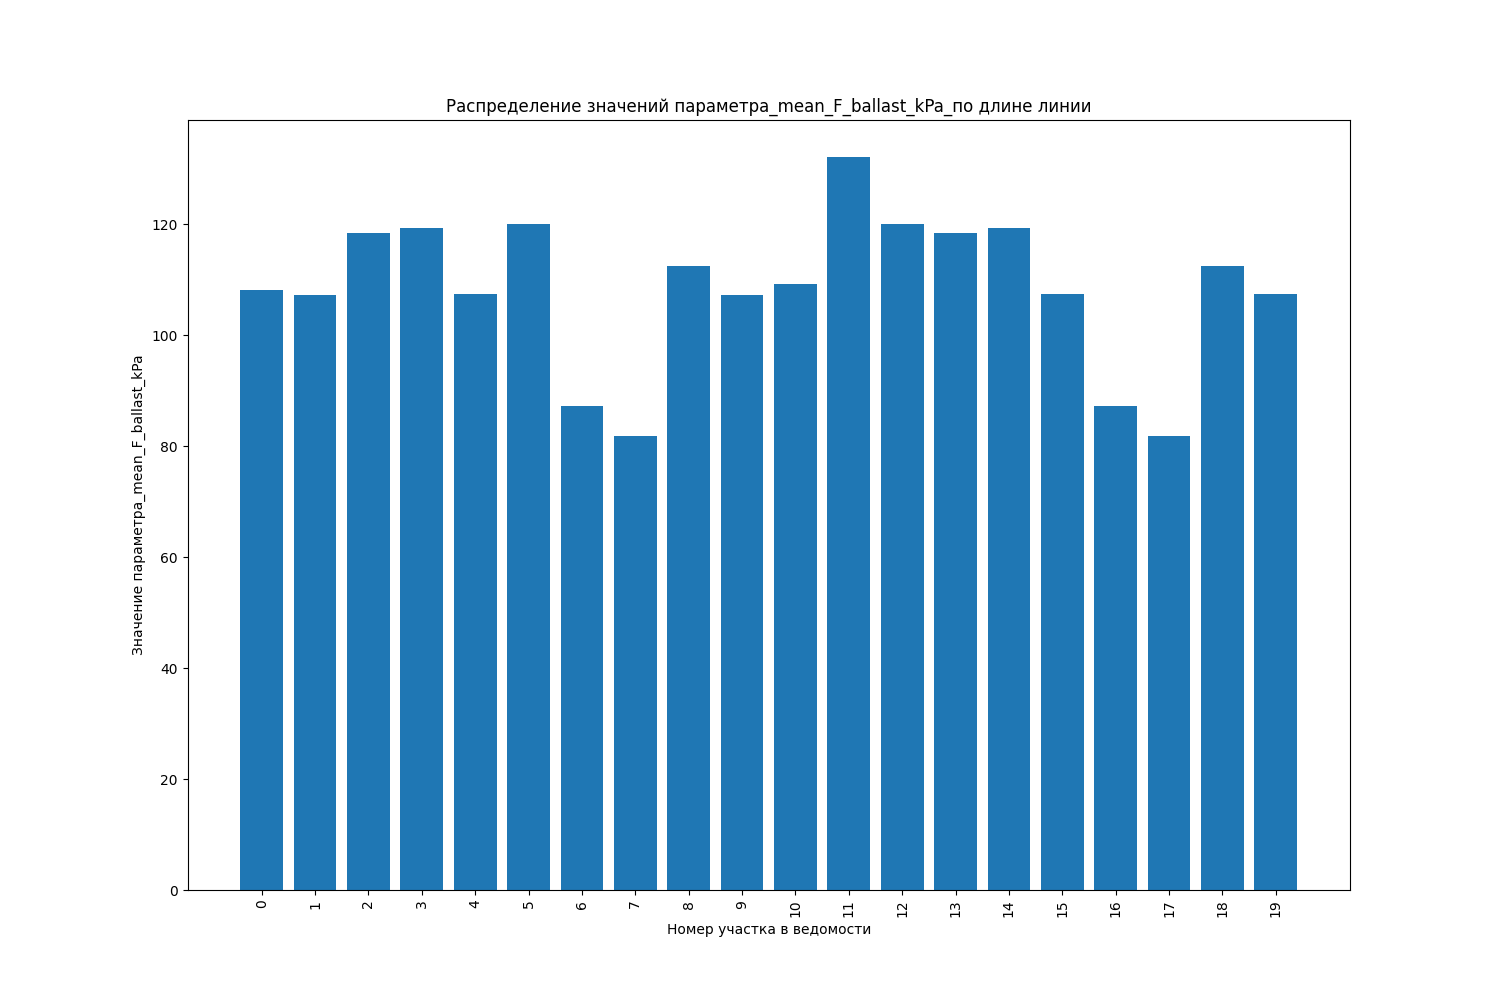 Распределение значений параметра_mean_F_ballast_kPa_по длине линии
Значение параметра_mean_F_ballast_kPa
120
100
80
60
40
20
0
0 1 2 3 4 5 6 7 8 9 10 11 12 13 14 15 16 17 18 19
Номер участка в ведомости